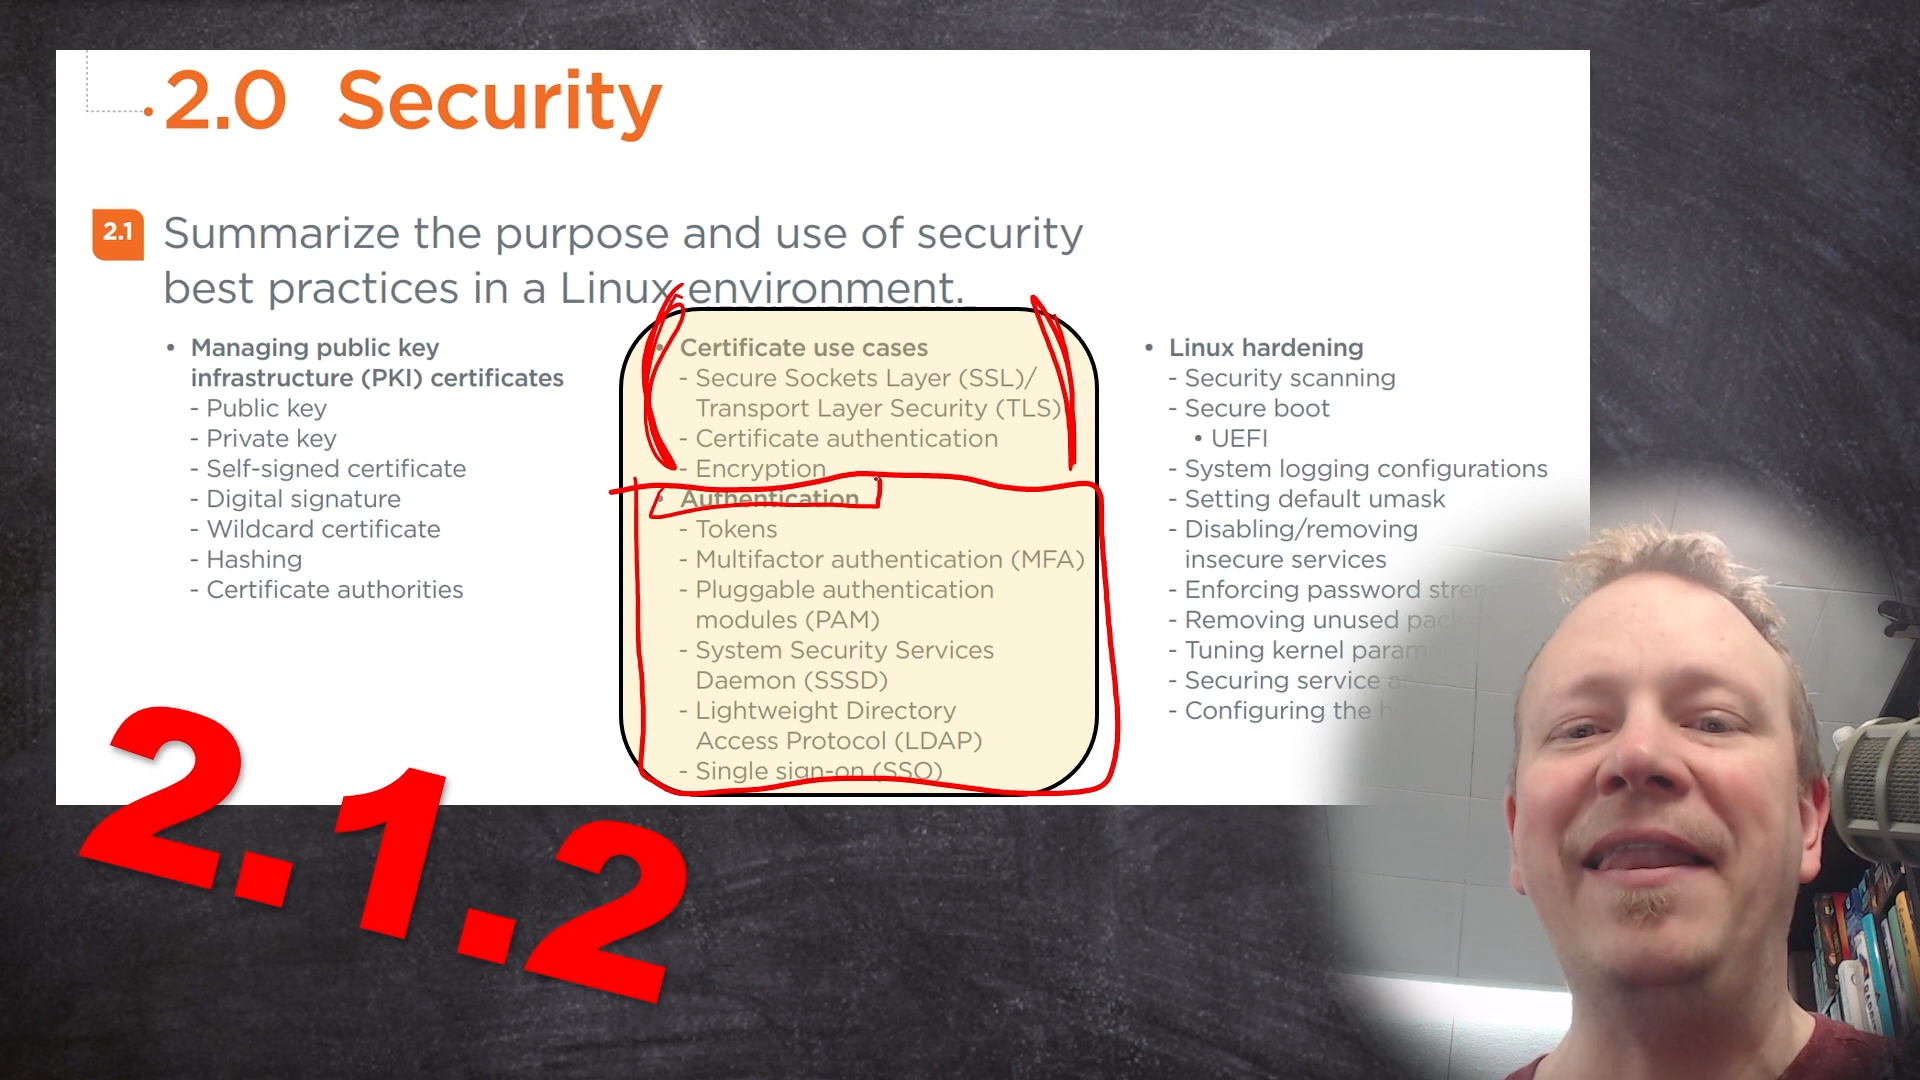 2.0 Security
2.1 Summarize the purpose and use of security
best practices in a Linux environment.
• Managing public key
infrastructure (PKI) certificates
- Public key
- Private key
- Self-signed certificate
- Digital signature
- Wildcard certificate
- Hashing
- Certificate authorities
• Certificate use cases
- Secure Sockets Layer (SSL)/
Transport Layer Security (TLS)
- Certificate authentication
- Encryption
• Authentication
- Tokens
- Multifactor authentication (MFA)
- Pluggable authentication
modules (PAM)
- System Security Services
Daemon (SSSD)
- Lightweight Directory
Access Protocol (LDAP)
- Single sign-on (SSO)
• Linux hardening
- Security scanning
- Secure boot
• UEFI
- System logging configurations
- Setting default umask
- Disabling/removing
insecure services
- Enforcing password
- Removing unused
- Tuning kernel
- Securing service
- Configuring the
2.1.2